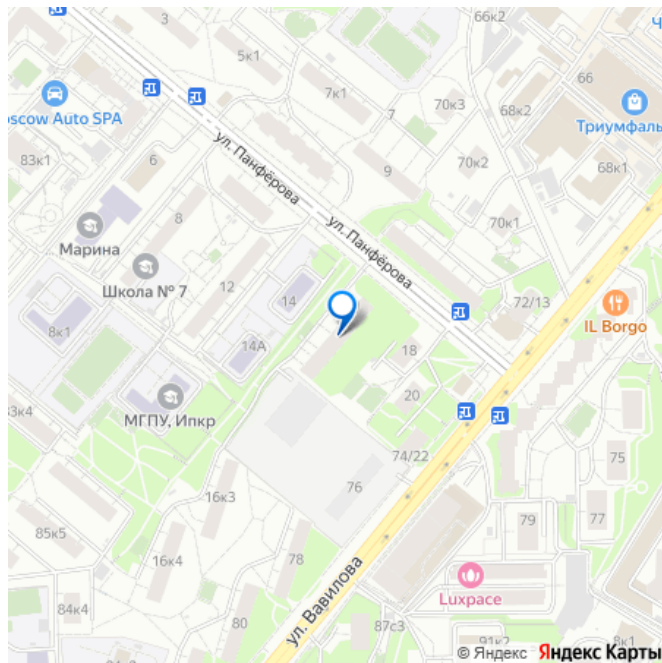 66к2
Ч
3
5к1
66
7к1
7
70к3
68к2
oscow Auto SPA
Триумфаль
ул. Панфёрова
83к1
6
9
70к2
68к1
8
ул. Панфёрова
70к1
Марина
Школа № 7
12
14
72/13
IL Borgo
8к1
14А
18
МГПУ, Ипкр
20
83к4
74/22
75
16к3
76
79
77
85к5
16к4
78
ул. Вавилова
Luxpace
84к4
80
87с3
91к2
8к1
© Яндекс Яндекс Карты